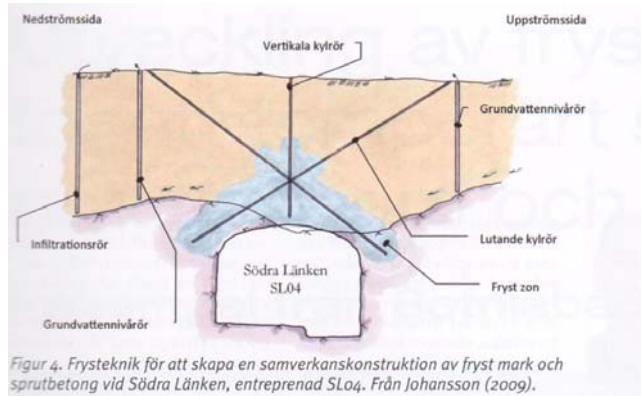 Nedströmssida
Uppströmssida
Vertikala kylrör
Grundvattennivårör
Infiltrationsrör
Lutande kylrör
Södra Länken
SL04
Fryst zon
Grundvattennivårör
Figur 4. Frysteknik för att skapa en samverkanskonstruktion av fryst mark och
sprutbetong vid Södra Länken, entreprenad SL04. Från Johansson (2009).